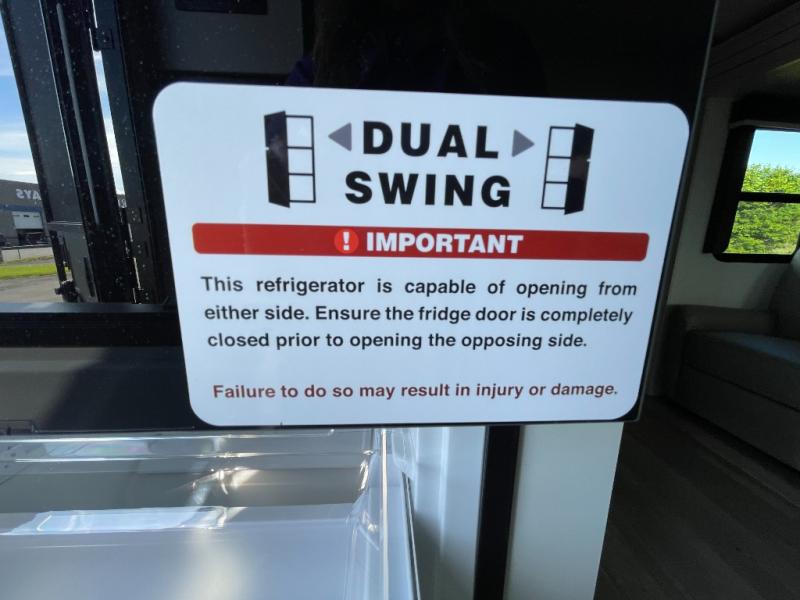 DUAL
SWING
! IMPORTANT
This refrigerator is capable of opening from
either side. Ensure the fridge door is completely
closed prior to opening the opposing side.
Failure to do so may result in injury or damage.